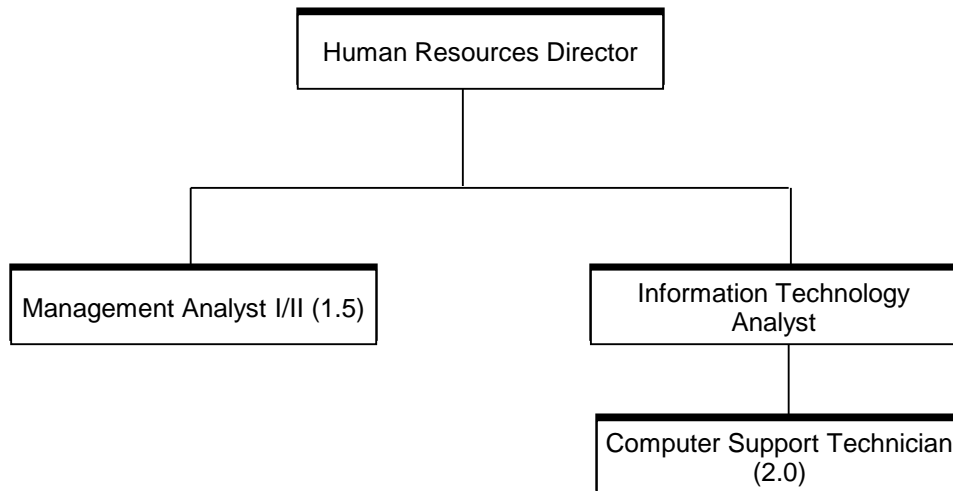 Human Resources Director
Management Analyst I/II (1.5)
Information Technology
Analyst
Computer Support Technician
(2.0)